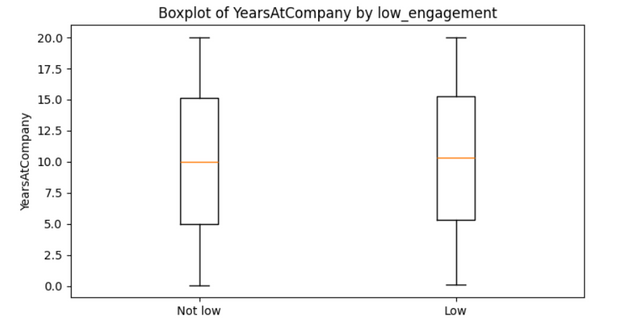 Boxplot of YearsAtCompany by low_engagement
YearsAtCompany
20.0
17.5
15.0
12.5
10.0
7.5
5.0
2.5
0.0
Not low
Low